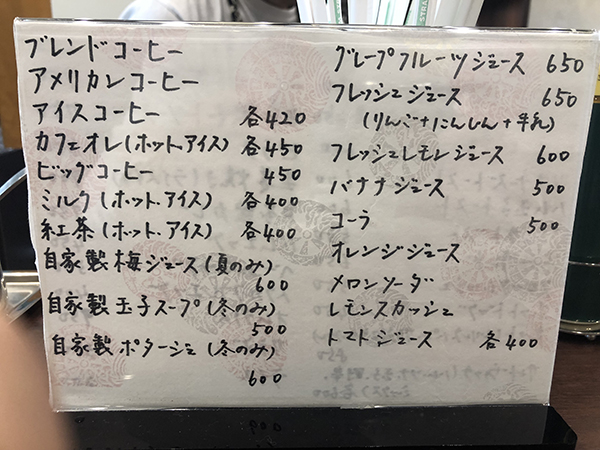 ブレンドコーヒー
アメリカンコーヒー
アイスコーヒー 各420
カフェオレ(ホット.アイス) 各450
ビッグコーヒー 450
ミルク(ホット.アイス) 各400
紅茶(ホット.アイス) 各400
自家製梅ジュース(夏のみ)
600
自家製玉子スープ(冬のみ)
500
自家製ポタージュ(冬のみ)
600
グレープフルーツジュース 650
フレッシュジュース 650
(りんご+にんじん+牛乳)
フレッシュレモンジュース 600
バナナジュース 500
コーラ 500
オレンジジュース
メロンソーダ
レモンスカッシュ
トマトジュース 各400